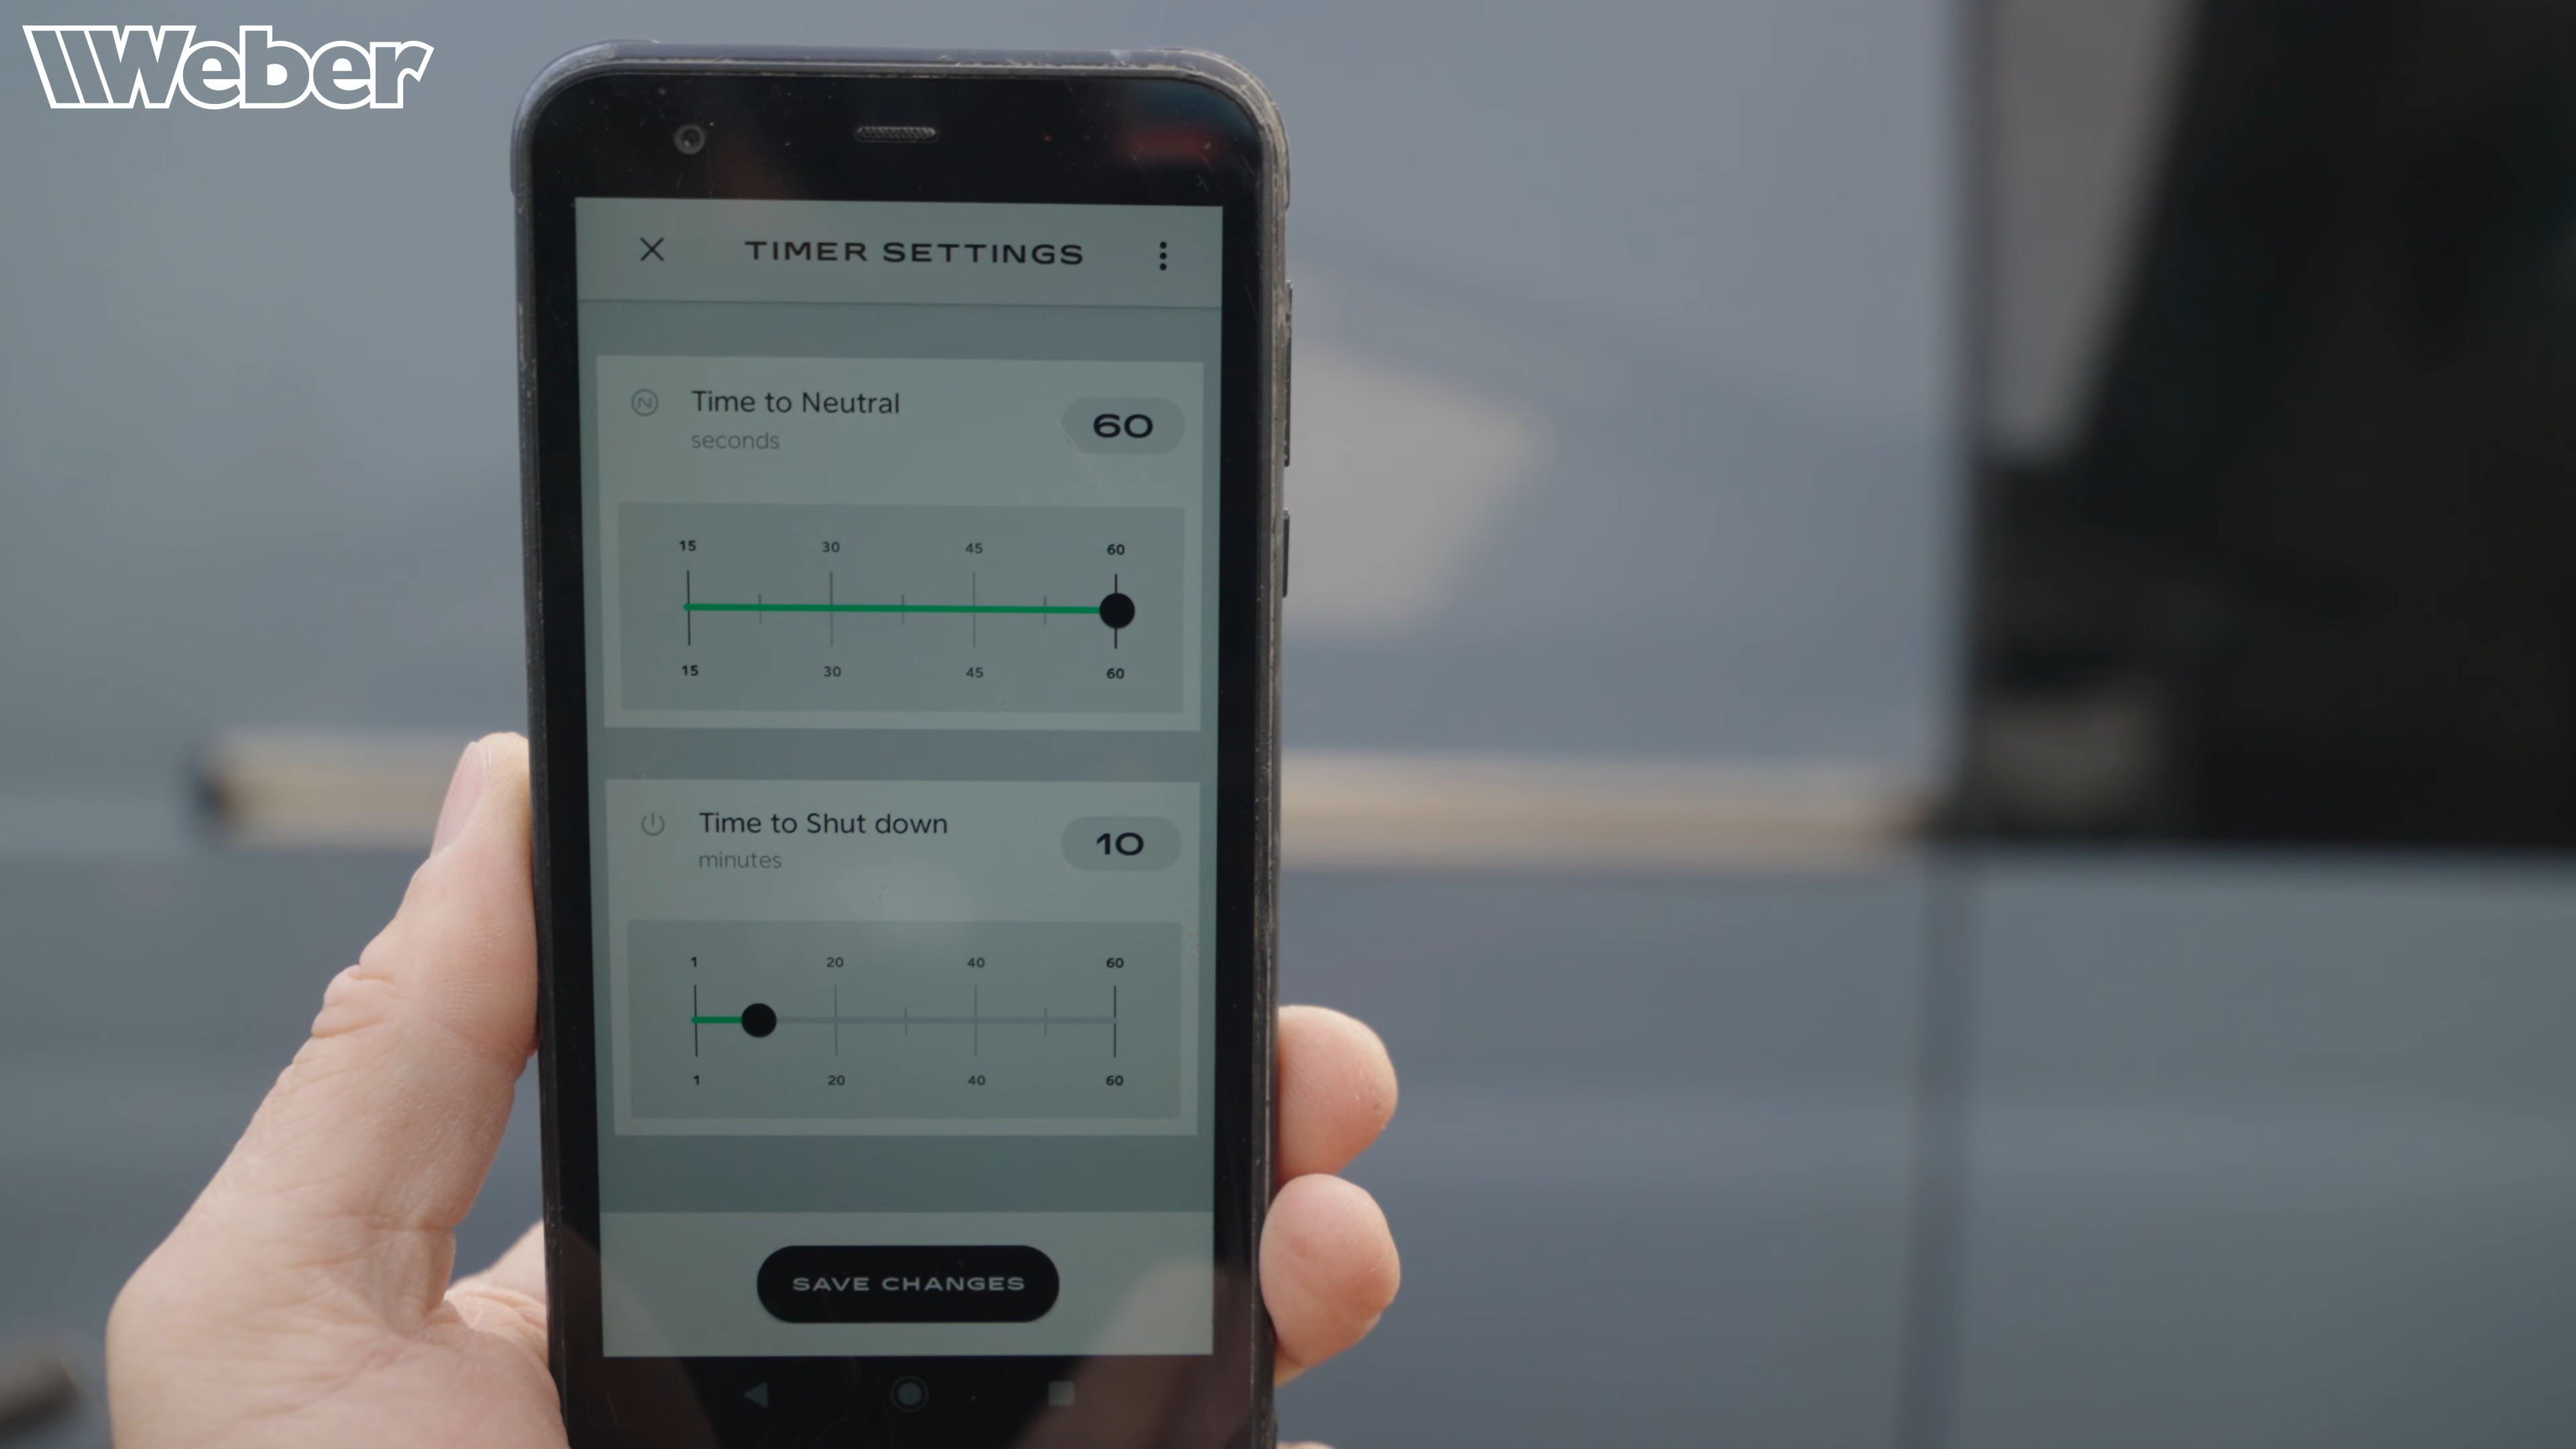 Weber
TIMER SETTINGS
N
Time to Neutral
seconds
60
15 30 45 60
15 30 45 60
Time to Shut down
minutes
10
1 20 40 60
1 20 40 60
SAVE CHANGES